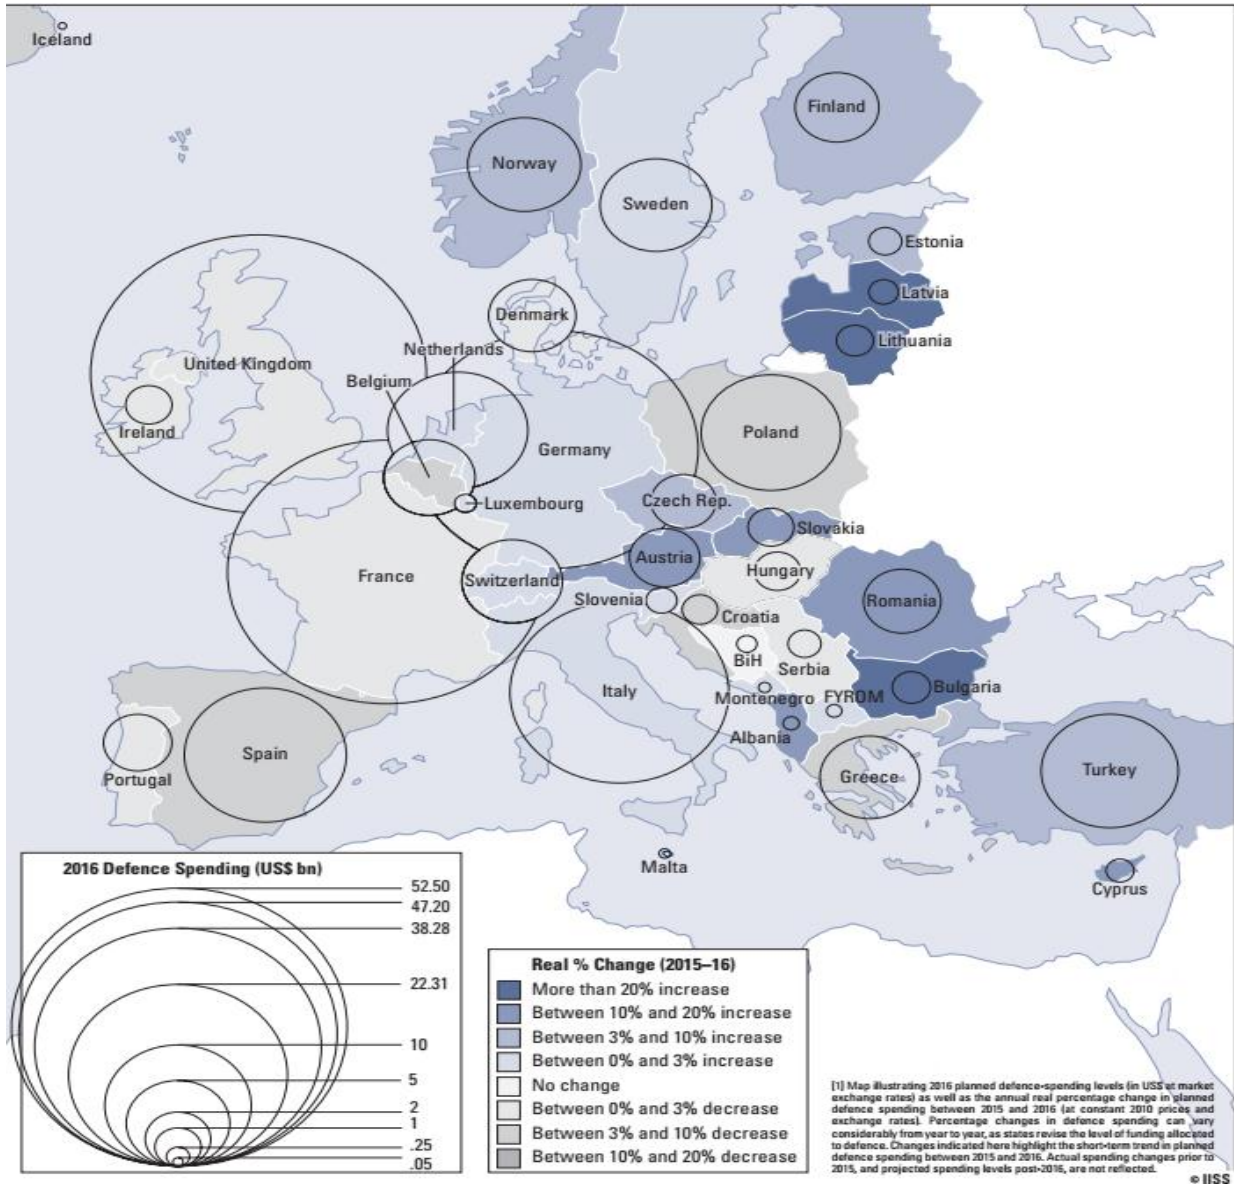 Iceland
Finland
Norway
Sweden
Estonia
Latvia
Denmark
Lithuania
Netherlands
United Kingdom
Belgium
Ireland
Poland
Germany
Czech Rep.
Luxembourg
Slovakia
Austria
Hungary
France
Switzerland
Slovenia
Romania
Croatia
BiH
Serbia
Italy
Bulgaria
Montenegro
FYROM
Albania
Spain
Portugal
Greece
Turkey
Malta
Cyprus
2016 Defence Spending (US$ bn)
52.50
47.20
38.28
22.31
10
5
2
1
.25
.05
Real % Change (2015–16)
More than 20% increase
Between 10% and 20% increase
Between 3% and 10% increase
Between 0% and 3% increase
No change
Between 0% and 3% decrease
Between 3% and 10% decrease
Between 10% and 20% decrease
[1] Map illustrating 2016 planned defence-spending levels (in US$ at market
exchange rates) as well as the annual real percentage change in planned
defence spending between 2015 and 2016 (at constant 2010 prices and
exchange rates). Percentage changes in defence spending can vary
considerably from year to year, as states revise the level of funding allocated
to defence. Changes indicated here highlight the short-term trend in planned
defence spending between 2015 and 2016. Actual spending changes prior to
2015, and projected spending levels post-2016, are not reflected.
© IISS